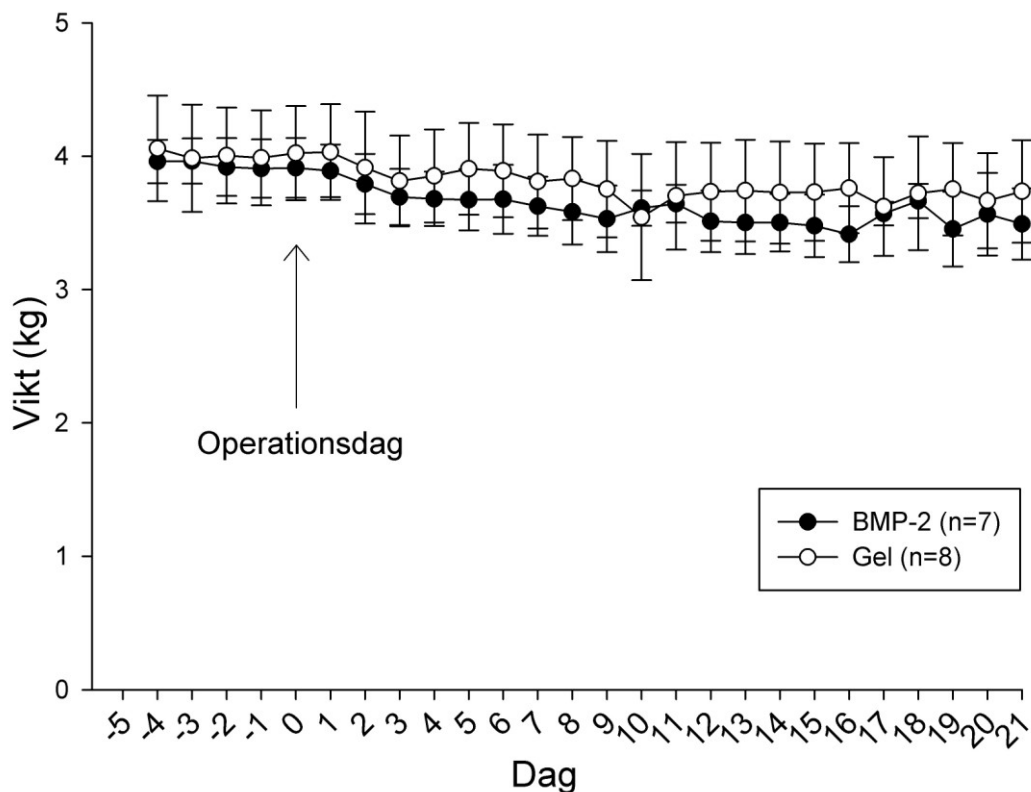 5
4
3
2
1
0
Vikt (kg)
Operationsdag
BMP-2 (n=7)
Gel (n=8)
-5 -4 -3 -2 -1 0 1 2 3 4 5 6 7 8 9 10 11 12 13 14 15 16 17 18 19 20 21
Dag